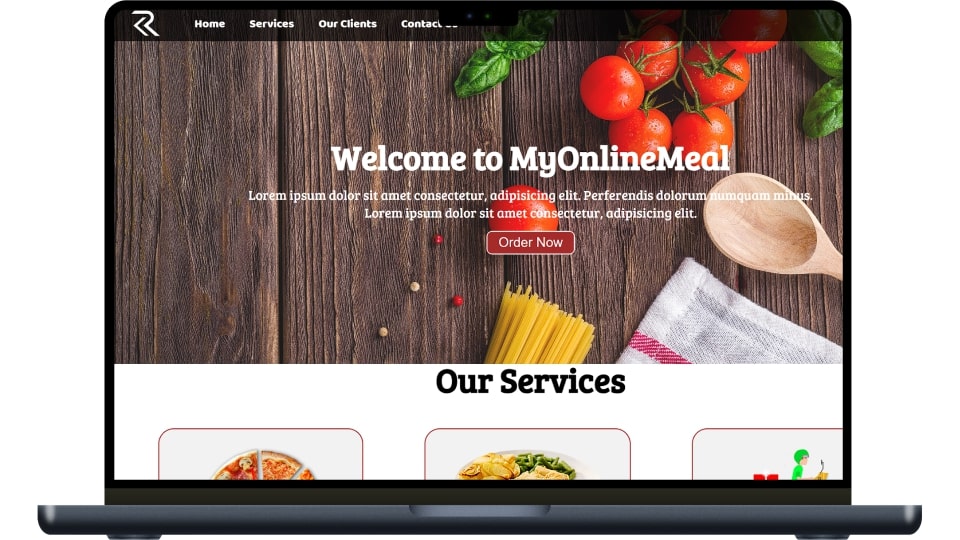 Home Services Our Clients Contact Us
Welcome to MyOnlineMeal
Lorem ipsum dolor sit amet consectetur, adipisicing elit. Perferendis dolorum numquam minus.
Lorem ipsum dolor sit amet consectetur, adipisicing elit.
Order Now
Our Services